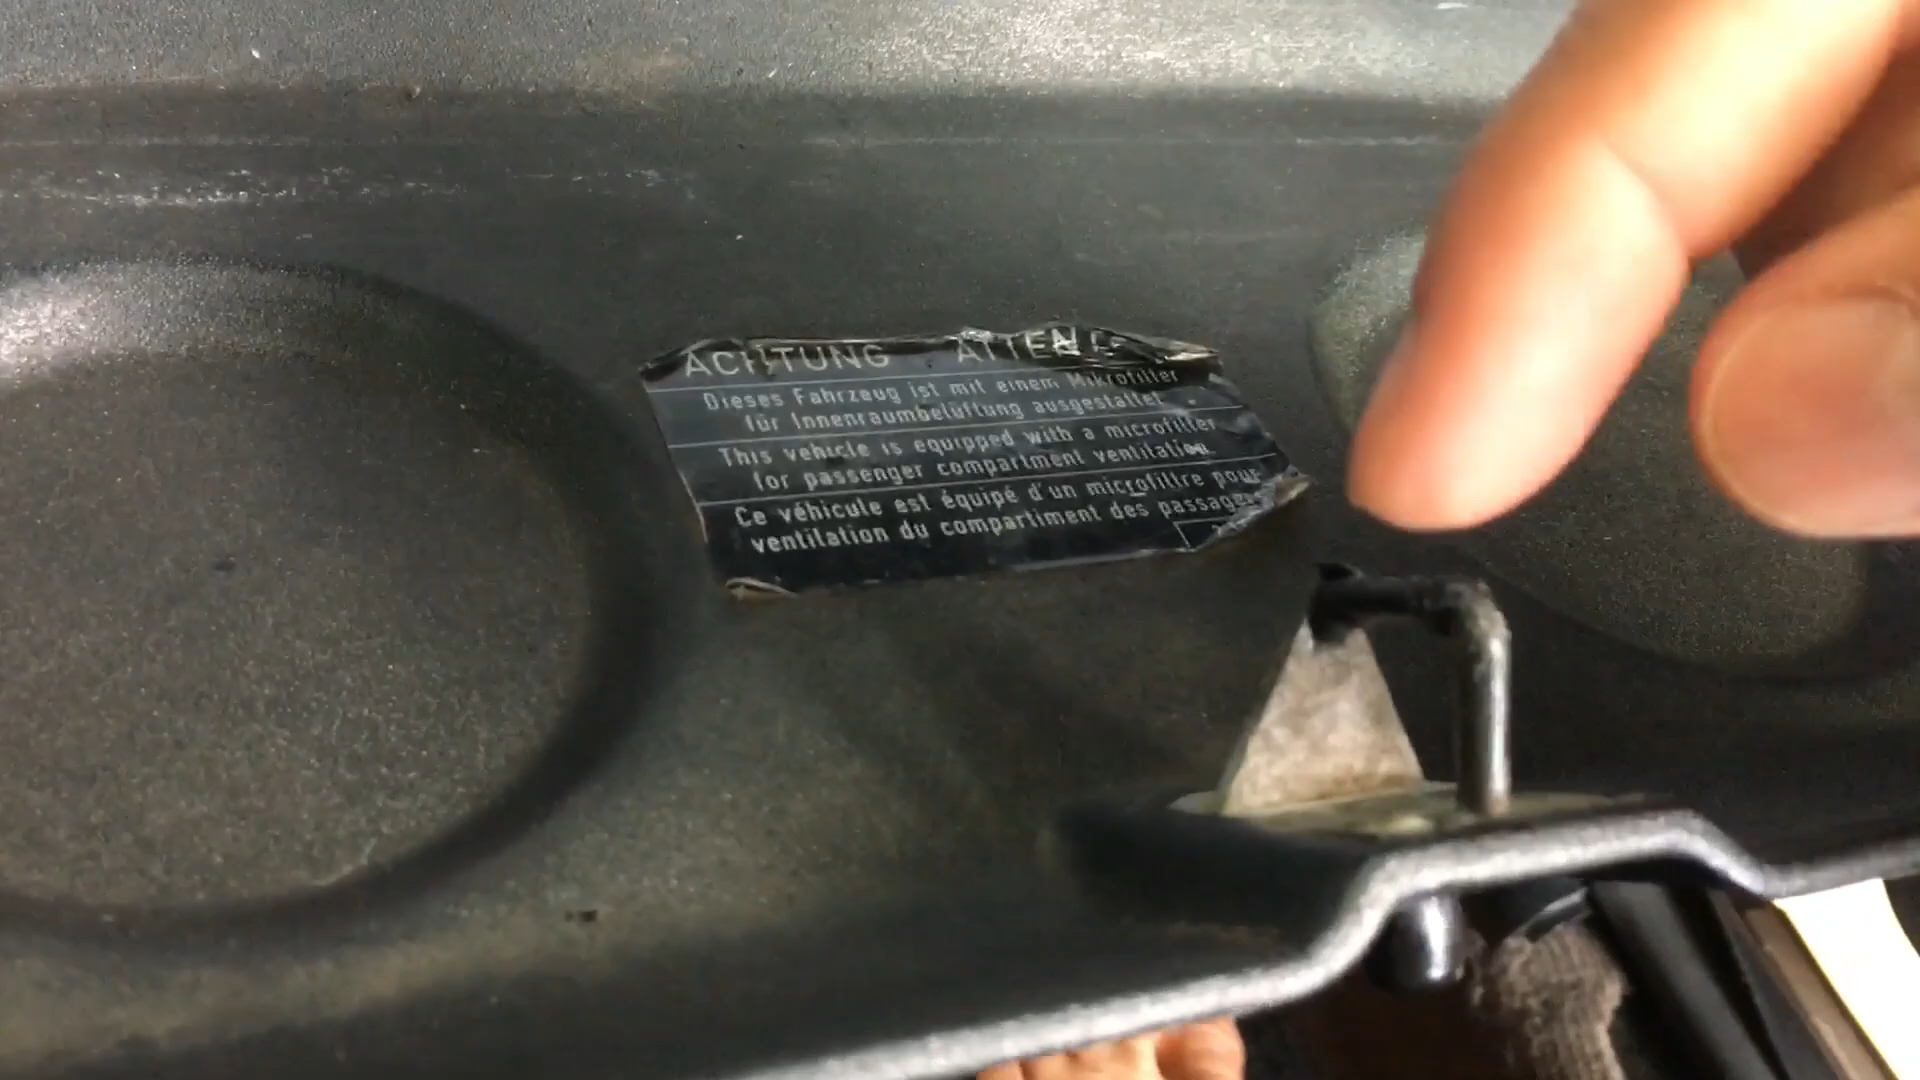 ACHTUNG
Dieses Fahrzeug ist mit einem Mikrofilter
für Innenraumbelüftung ausgestattet
This vehicle is equipped with a microfilter
for passenger compartment ventilation
Ce véhicule est équipé d'un microfiltre pour
ventilation du compartiment des passagers